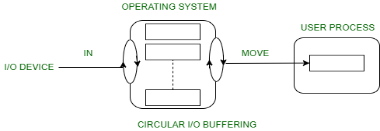 OPERATING SYSTEM
USER PROCESS
IN
MOVE
I/O DEVICE
CIRCULAR I/O BUFFERING